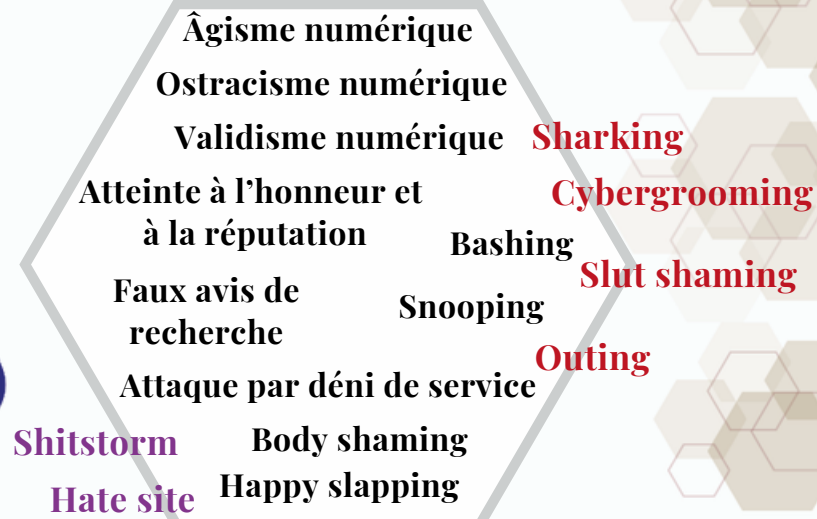 Âgisme numérique
Ostracisme numérique
Validisme numérique Sharking
Atteinte à l’honneur et
à la réputation
Cybergrooming
Bashing
Slut shaming
Faux avis de
recherche
Snooping
Outing
Attaque par déni de service
Shitstorm
Body shaming
Hate site
Happy slapping